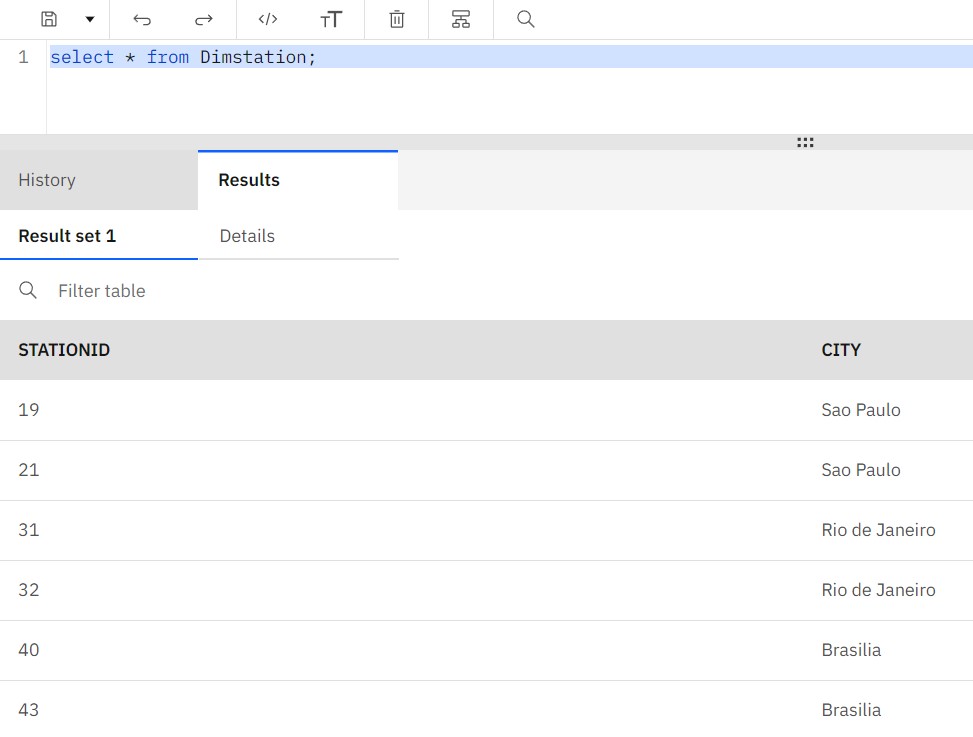 </> TT
1 select * from Dimstation;
History Results
Result set 1 Details
Filter table
STATIONID CITY
19 Sao Paulo
21 Sao Paulo
31 Rio de Janeiro
32 Rio de Janeiro
40 Brasilia
43 Brasilia